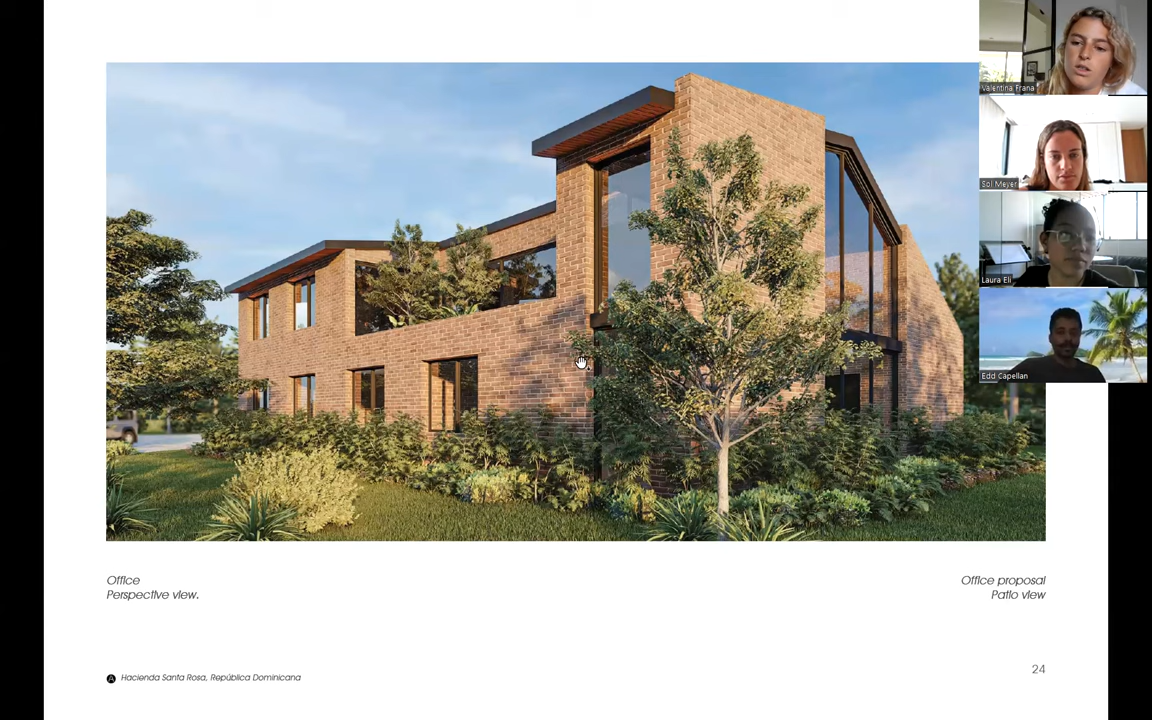 Valentina Frana
Sol Meyer
Laura Eli
Edd Capellan
Office
Perspective view.
Office proposal
Patio view
Hacienda Santa Rosa, República Dominicana
24